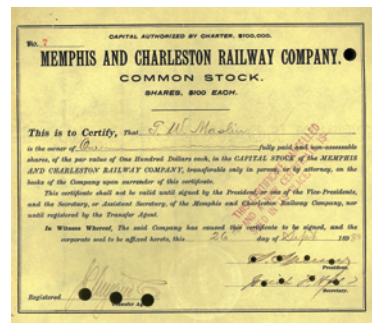 CAPITAL AUTHORIZED BY CHARTER, $100,000.
No. 7
MEMPHIS AND CHARLESTON RAILWAY COMPANY.
COMMON STOCK.
SHARES, $100 EACH.
This is to Certify, That T. W. Maslin
is the owner of One fully paid and non-assessable
shares, of the par value of One Hundred Dollars each, in the CAPITAL STOCK of the MEMPHIS
AND CHARLESTON RAILWAY COMPANY, transferable only in person or by attorney, on the
books of the Company upon surrender of this certificate.
This certificate shall not be valid until signed by the President, or one of the Vice-Presidents,
and the Secretary, or Assistant Secretary, of the Memphis and Charleston Railway Company, nor
until registered by the Transfer Agent.
In Witness Whereof, The said Company has caused this certificate to be signed, and the
corporate seal to be affixed hereto, this 26 day of Sept 189
President.
Secretary.
Registered
Transfer Agent